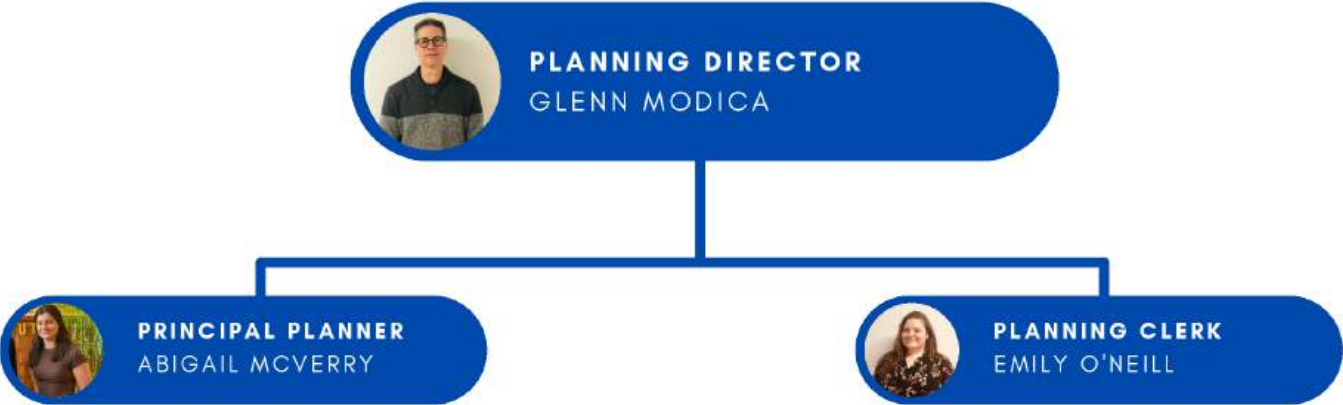 PLANNING DIRECTOR
GLENN MODICA
PRINCIPAL PLANNER
ABIGAIL MCVERRY
PLANNING CLERK
EMILY O'NEILL